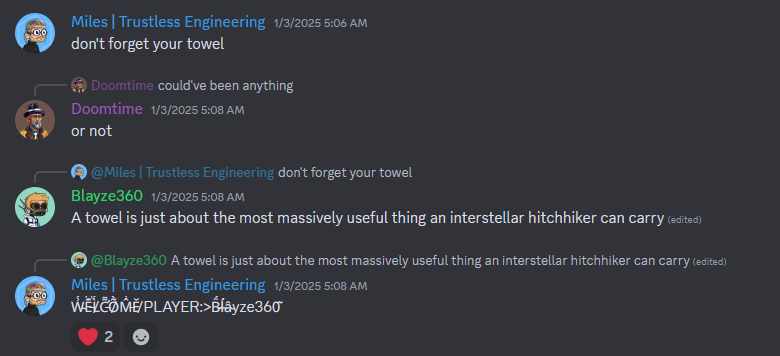 Miles | Trustless Engineering 1/3/2025 5:06 AM
don't forget your towel
Doomtime could've been anything
Doomtime 1/3/2025 5:08 AM
or not
@Miles | Trustless Engineering don't forget your towel
Blayze360 1/3/2025 5:08 AM
A towel is just about the most massively useful thing an interstellar hitchhiker can carry (edited)
@Blayze360 A towel is just about the most massively useful thing an interstellar hitchhiker can carry (edited)
Miles | Trustless Engineering 1/3/2025 5:08 AM
W̷E̷L̷C̷O̷M̷E̷/PLAYER:>B̷l̷a̷yze360
2